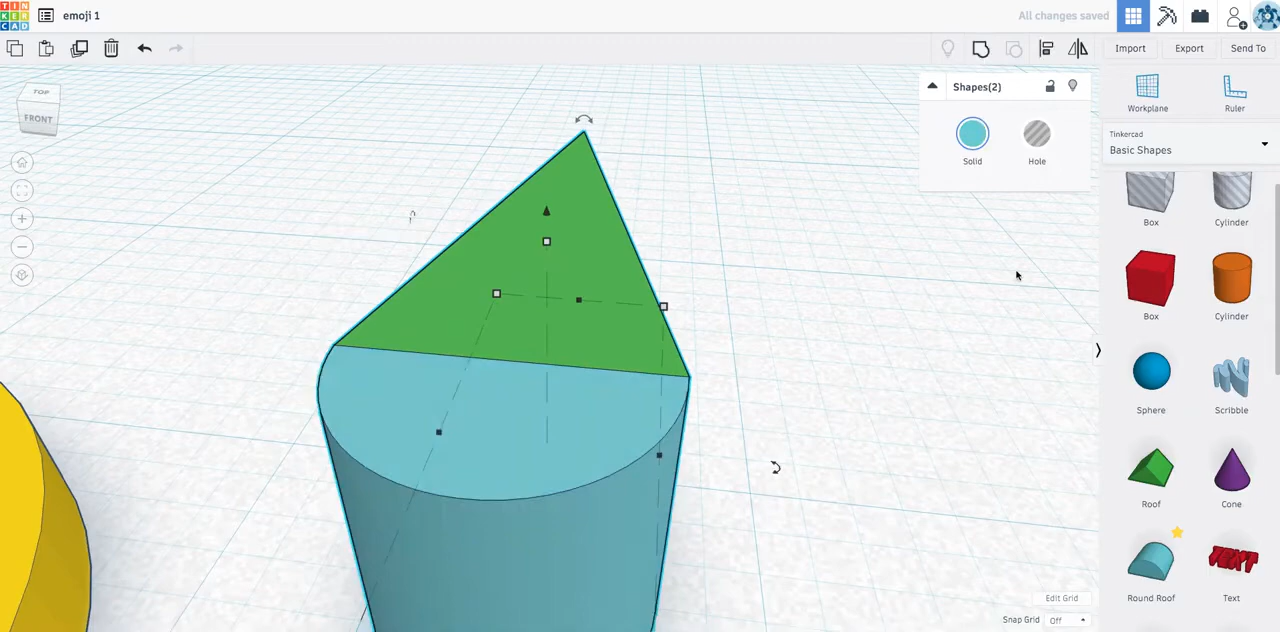 TIN
KER
CAD
emoji 1
All changes saved
Import
Export
Send To
TOP
FRONT
Shapes(2)
Solid
Hole
Workplane
Ruler
Tinkercad
Basic Shapes
Box
Cylinder
Box
Cylinder
Sphere
Scribble
Roof
Cone
TEXT
Round Roof
Text
Edit Grid
Snap Grid
Off